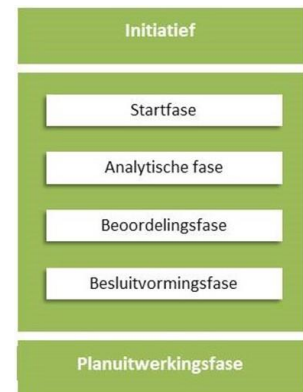 Initiatief
Startfase
Analytische fase
Beoordelingsfase
Besluitvormingsfase
Planuitwerkingsfase